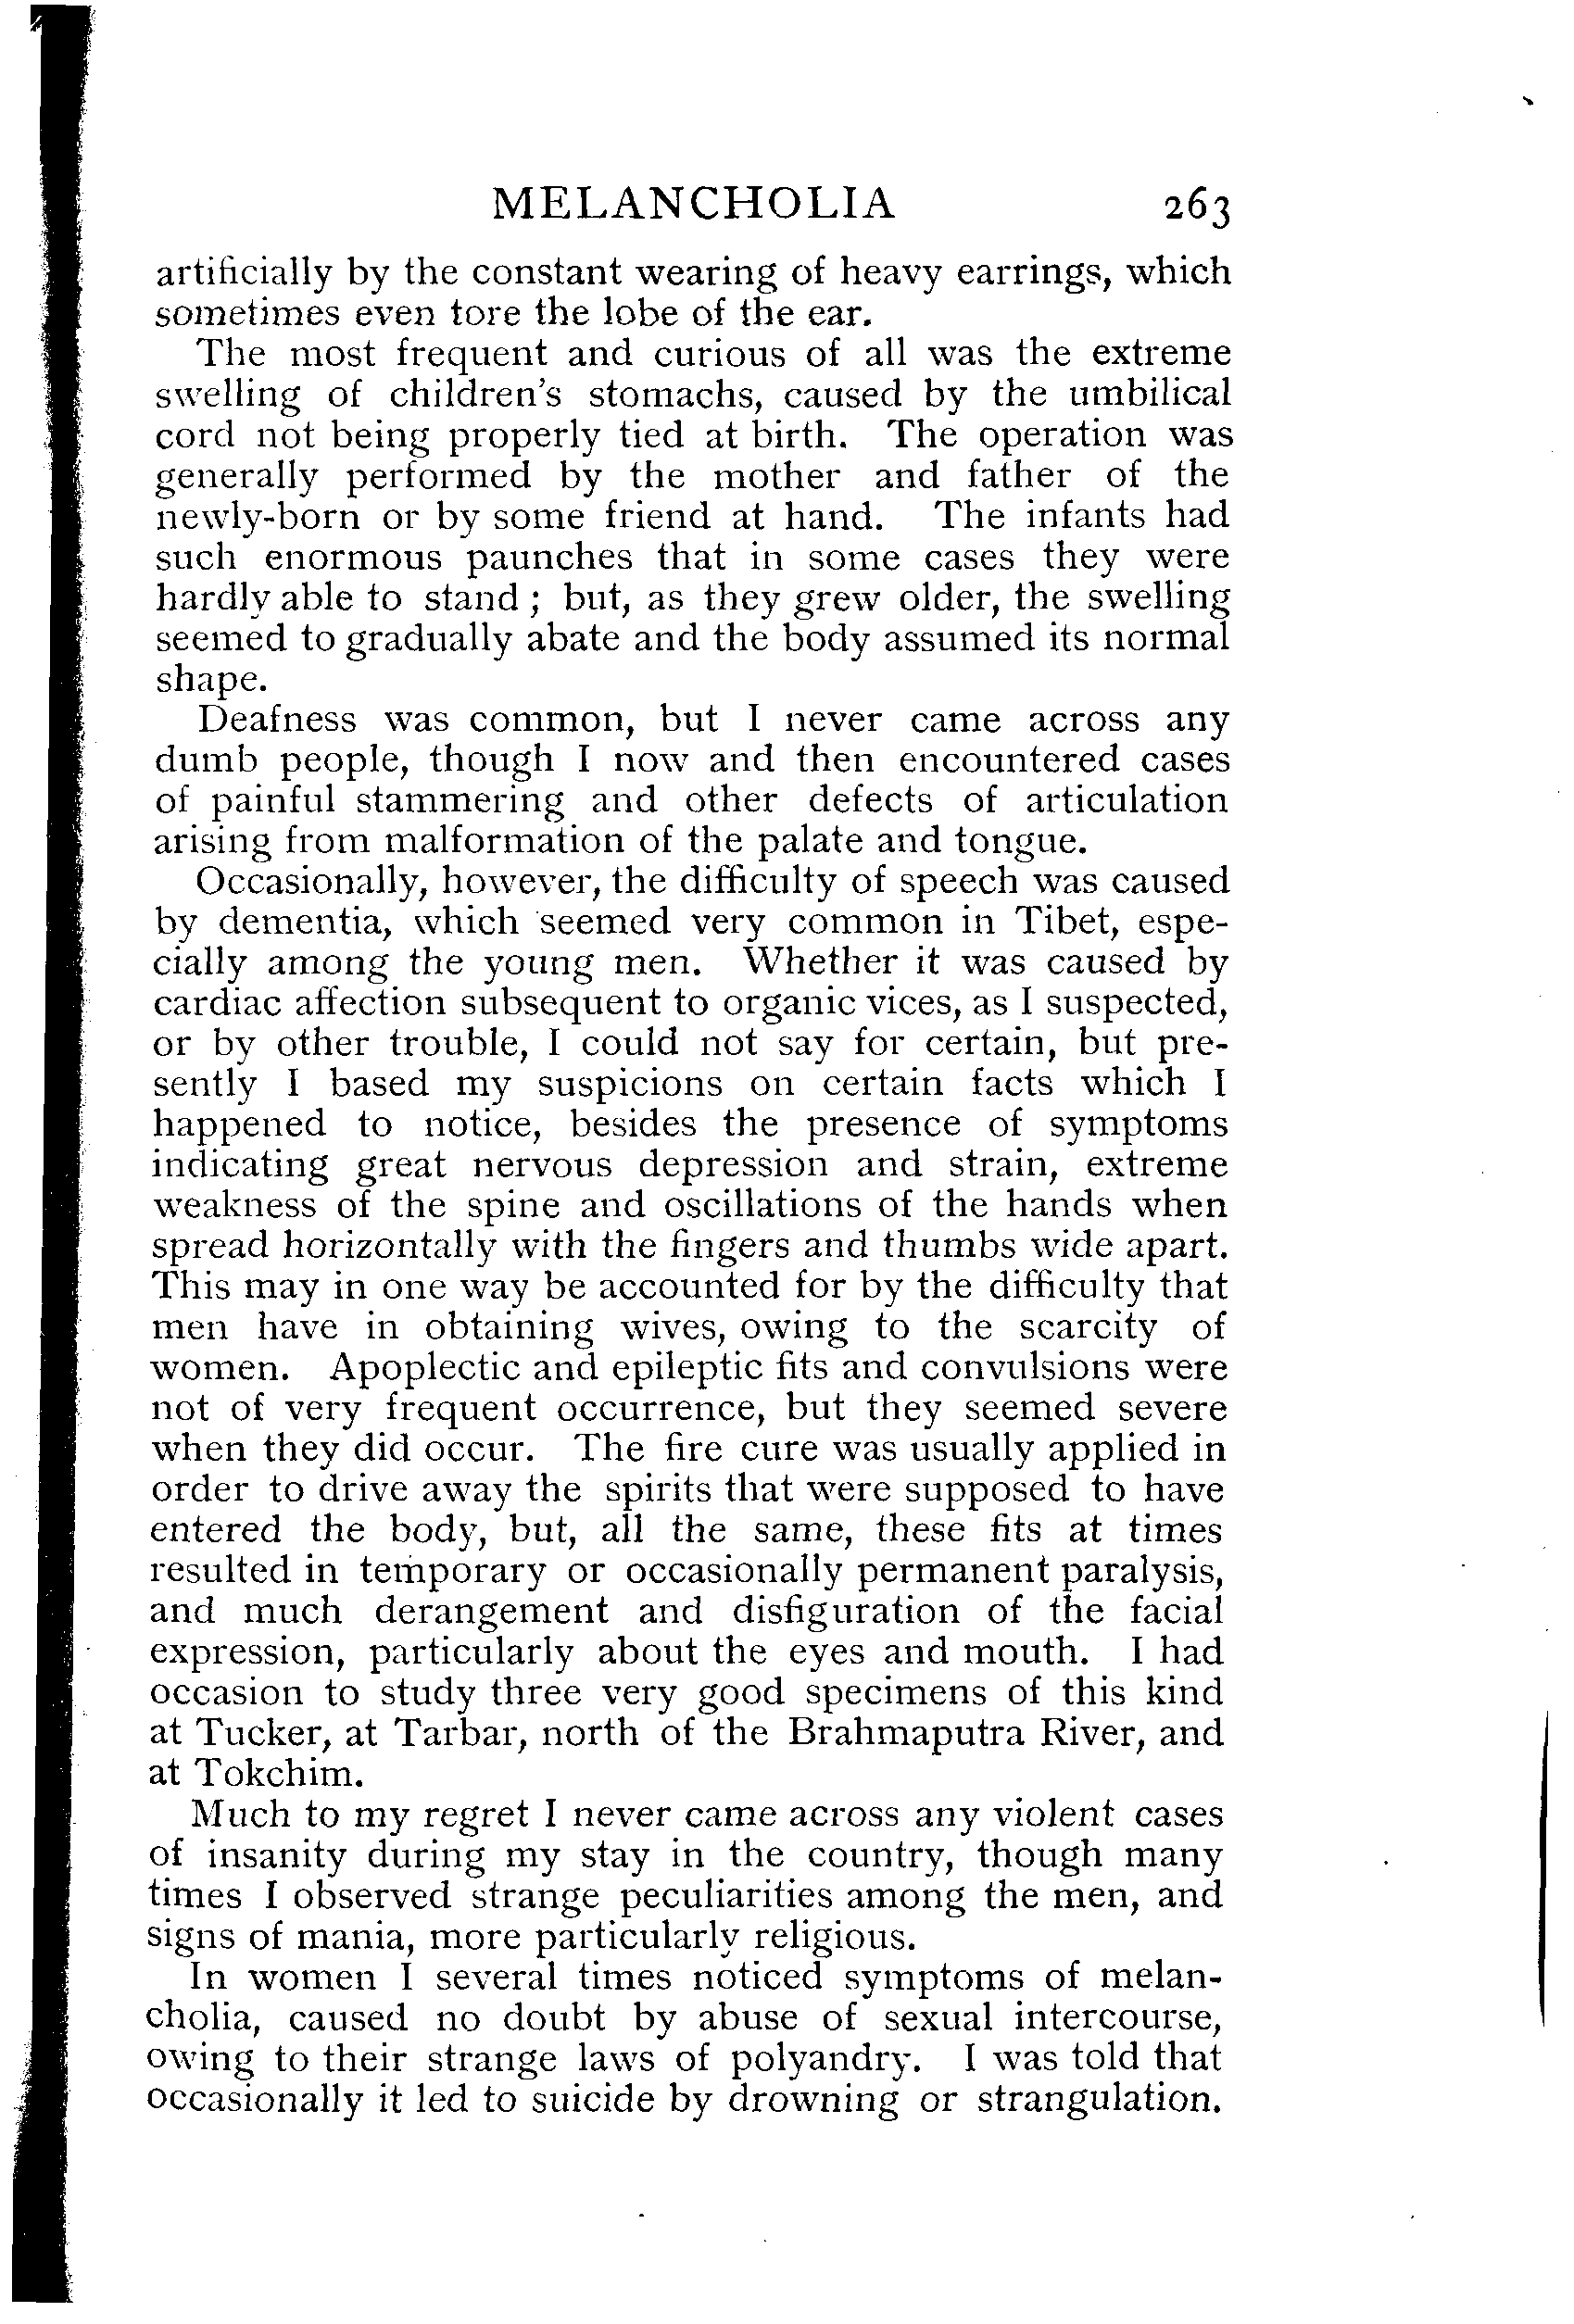 MELANCHOLIA 263
artificially by the constant wearing of heavy earrings, which
sometimes even tore the lobe of the ear.
The most frequent and curious of all was the extreme
swelling of children's stomachs, caused by the umbilical
cord not being properly tied at birth. The operation was
generally performed by the mother and father of the
newly-born or by some friend at hand. The infants had
such enormous paunches that in some cases they were
hardly able to stand ; but, as they grew older, the swelling
seemed to gradually abate and the body assumed its normal
shape.
Deafness was common, but I never came across any
dumb people, though I now and then encountered cases
of painful stammering and other defects of articulation
arising from malformation of the palate and tongue.
Occasionally, however, the difficulty of speech was caused
by dementia, which seemed very common in Tibet, espe-
cially among the young men. Whether it was caused by
cardiac affection subsequent to organic vices, as I suspected,
or by other trouble, I could not say for certain, but pre-
sently I based my suspicions on certain facts which I
happened to notice, besides the presence of symptoms
indicating great nervous depression and strain, extreme
weakness of the spine and oscillations of the hands when
spread horizontally with the fingers and thumbs wide apart.
This may in one way be accounted for by the difficulty that
men have in obtaining wives, owing to the scarcity of
women. Apoplectic and epileptic fits and convulsions were
not of very frequent occurrence, but they seemed severe
when they did occur. The fire cure was usually applied in
order to drive away the spirits that were supposed to have
entered the body, but, all the same, these fits at times
resulted in temporary or occasionally permanent paralysis,
and much derangement and disfiguration of the facial
expression, particularly about the eyes and mouth. I had
occasion to study three very good specimens of this kind
at Tucker, at Tarbar, north of the Brahmaputra River, and
at Tokchim.
Much to my regret I never came across any violent cases
of insanity during my stay in the country, though many
times I observed strange peculiarities among the men, and
signs of mania, more particularly religious.
In women I several times noticed symptoms of melan-
cholia, caused no doubt by abuse of sexual intercourse,
owing to their strange laws of polyandry. I was told that
occasionally it led to suicide by drowning or strangulation.